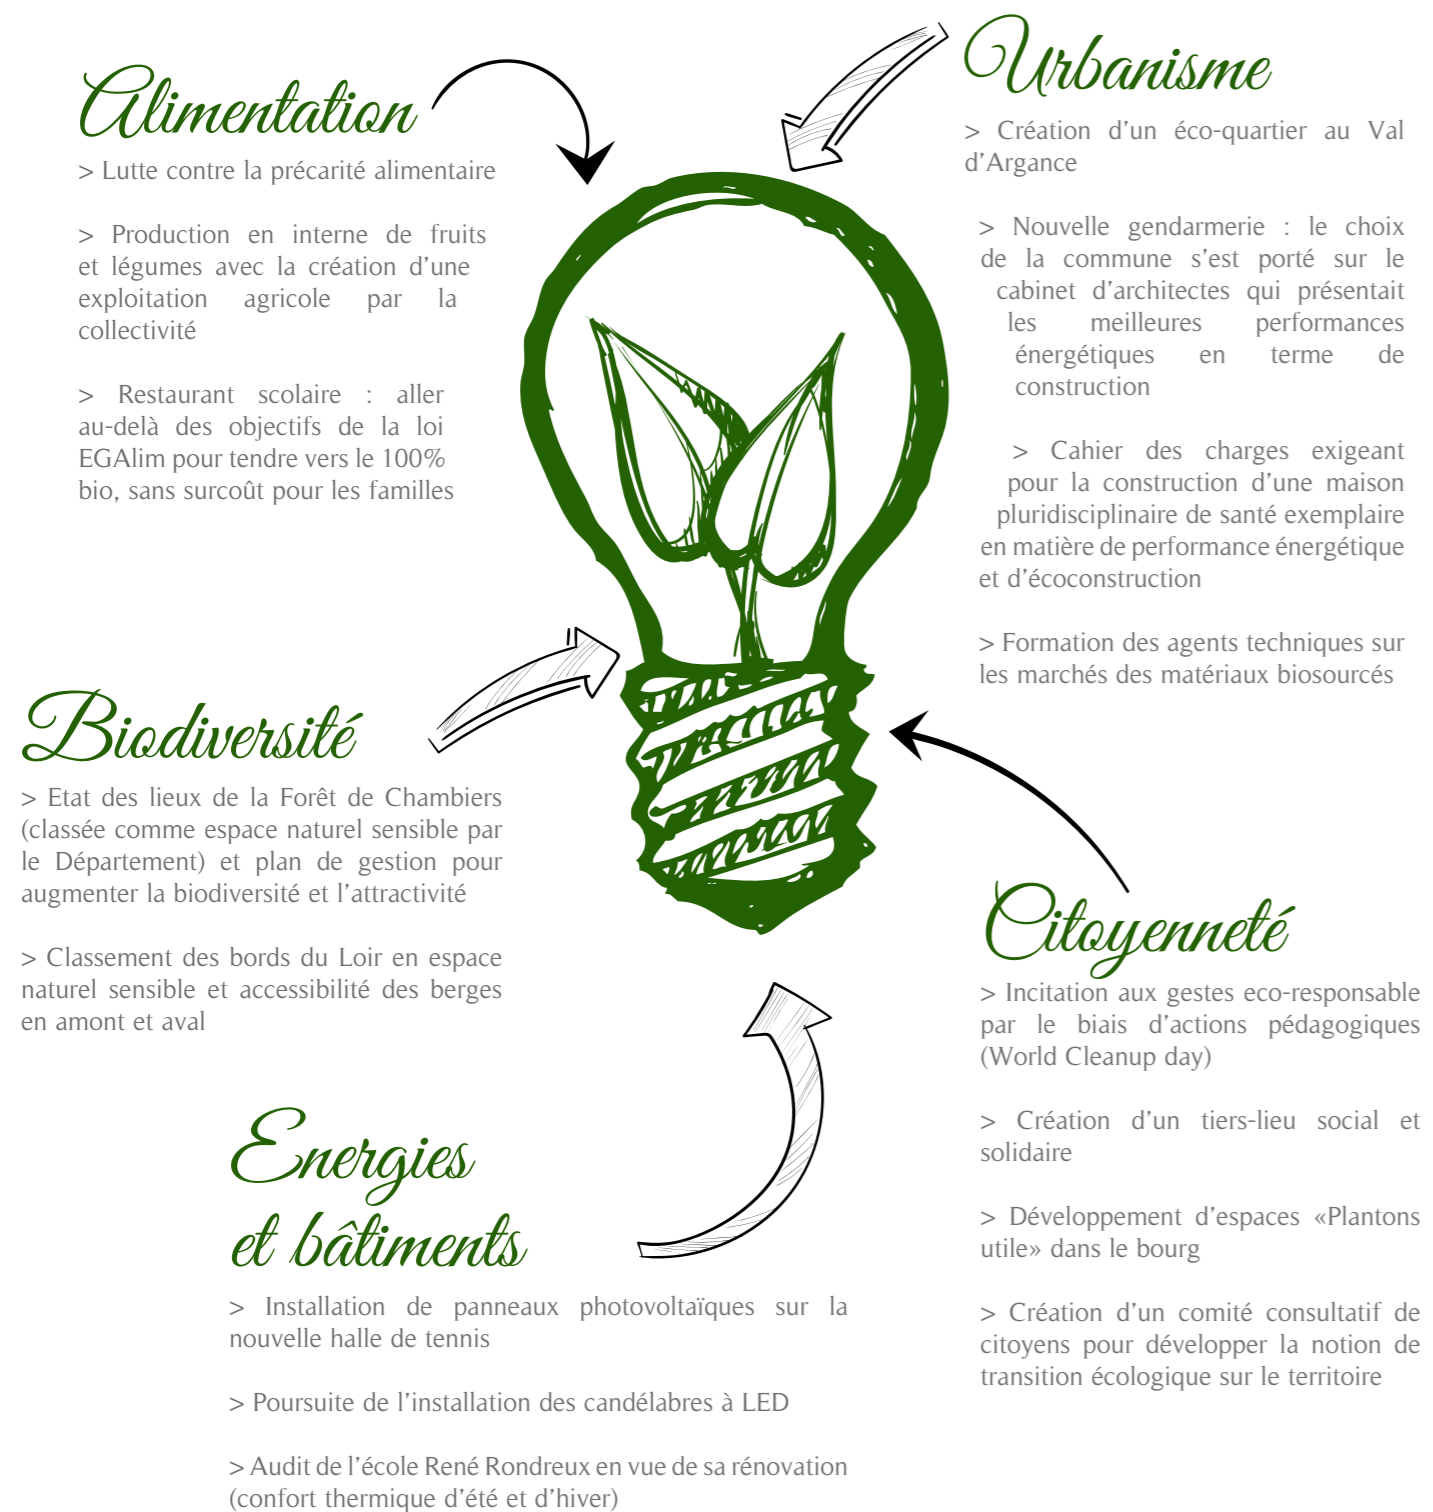 Alimentation
> Lutte contre la précarité alimentaire
> Production en interne de fruits
et légumes avec la création d'une
exploitation agricole par la
collectivité
> Restaurant scolaire : aller
au-delà des objectifs de la loi
EGAlim pour tendre vers le 100%
bio, sans surcoût pour les familles
Urbanisme
> Création d'un éco-quartier au Val
d'Argance
> Nouvelle gendarmerie : le choix
de la commune s'est porté sur le
cabinet d'architectes qui présentait
les meilleures performances
énergétiques en terme de
construction
> Cahier des charges exigeant
pour la construction d'une maison
pluridisciplinaire de santé exemplaire
en matière de performance énergétique
et d'écoconstruction
> Formation des agents techniques sur
les marchés des matériaux biosourcés
Biodiversité
> Etat des lieux de la Forêt de Chambiers
(classée comme espace naturel sensible par
le Département) et plan de gestion pour
augmenter la biodiversité et l'attractivité
> Classement des bords du Loir en espace
naturel sensible et accessibilité des berges
en amont et aval
Citoyenneté
> Incitation aux gestes eco-responsable
par le biais d'actions pédagogiques
(World Cleanup day)
> Création d'un tiers-lieu social et
solidaire
> Développement d'espaces «Plantons
utile» dans le bourg
> Création d'un comité consultatif de
citoyens pour développer la notion de
transition écologique sur le territoire
Energies
et bâtiments
> Installation de panneaux photovoltaïques sur la
nouvelle halle de tennis
> Poursuite de l'installation des candélabres à LED
> Audit de l'école René Rondreux en vue de sa rénovation
(confort thermique d'été et d'hiver)